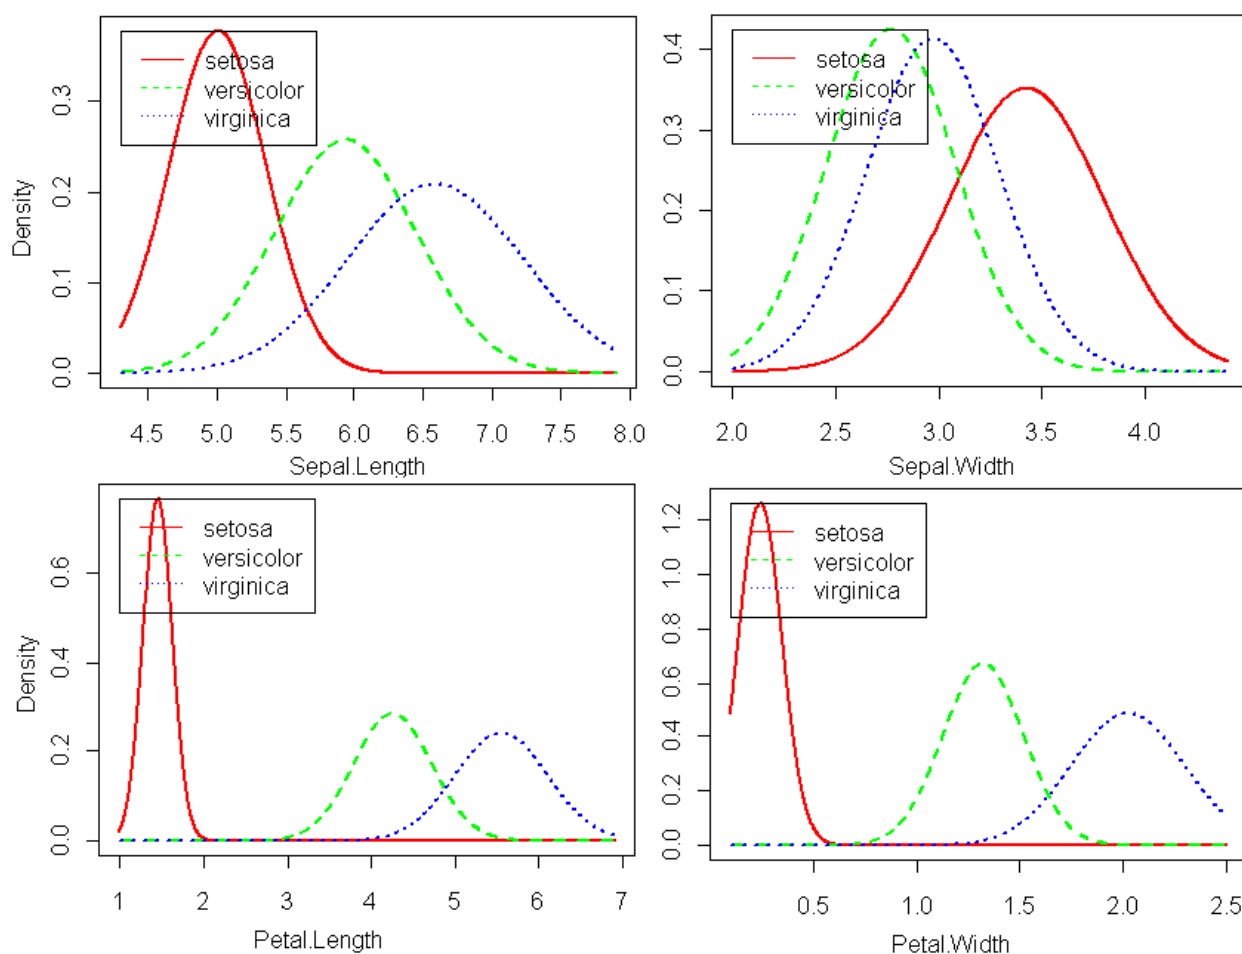 setosa
versicolor
virginica
Density
0.0 0.1 0.2 0.3
4.5 5.0 5.5 6.0 6.5 7.0 7.5 8.0
Sepal.Length
setosa
versicolor
virginica
0.0 0.1 0.2 0.3 0.4
2.0 2.5 3.0 3.5 4.0
Sepal.Width
setosa
versicolor
virginica
Density
0.0 0.2 0.4 0.6
1 2 3 4 5 6 7
Petal.Length
setosa
versicolor
virginica
0.0 0.2 0.4 0.6 0.8 1.0 1.2
0.5 1.0 1.5 2.0 2.5
Petal.Width